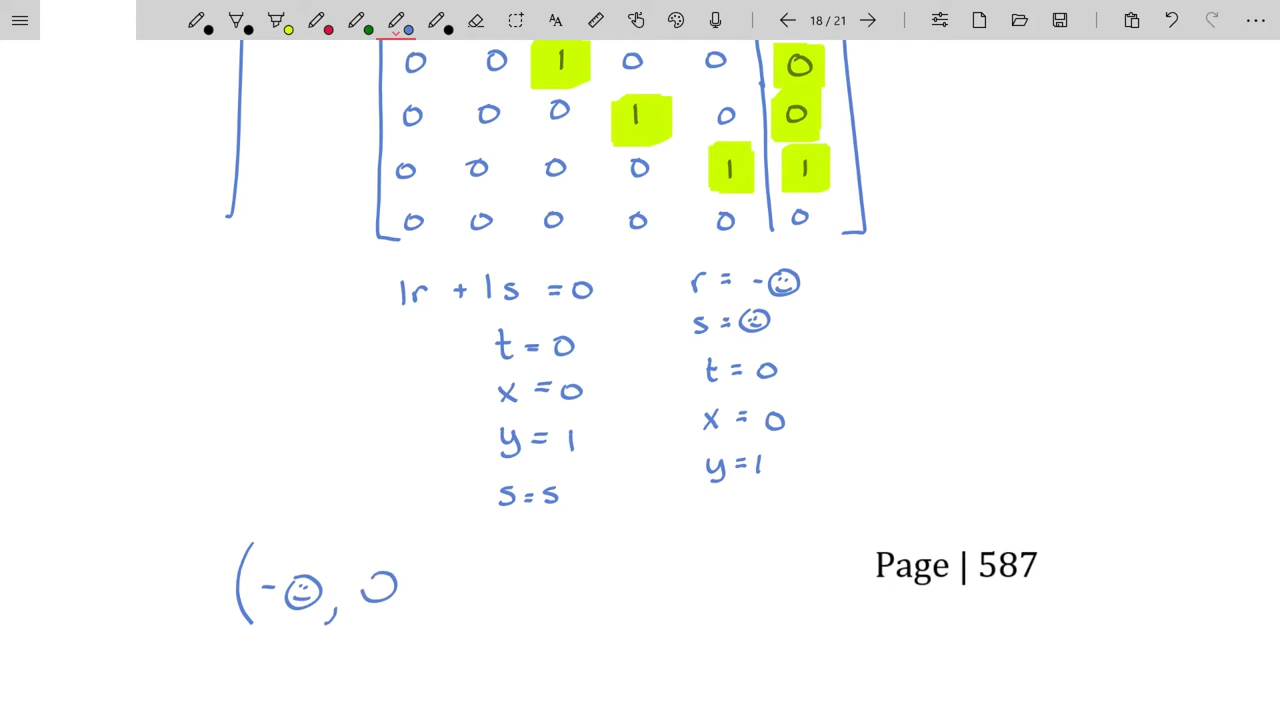 18 / 21
0 0 1 0 0 0
0 0 0 1 0 0
0 0 0 0 1 1
0 0 0 0 0 0
1r + 1s = 0
t = 0
x = 0
y = 1
s = s
r = -☺
s = ☺
t = 0
x = 0
y = 1
Page | 587
(-☺, 0